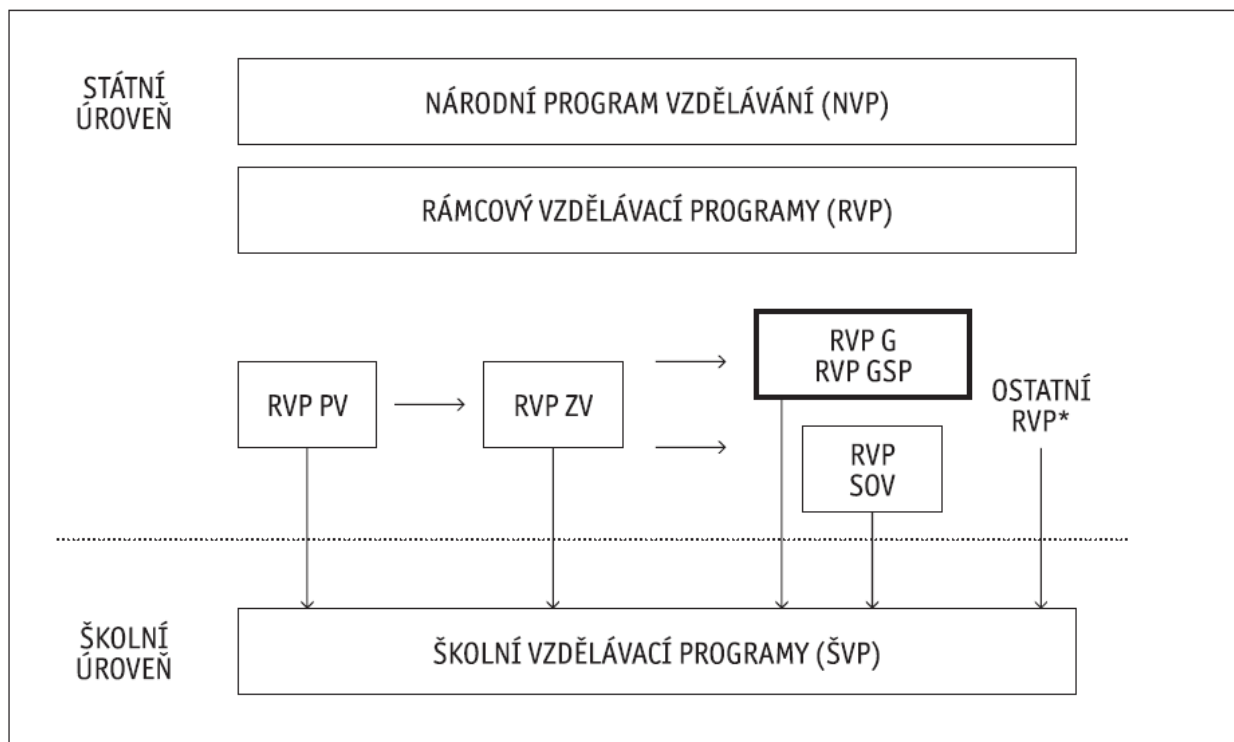 STÁTNÍ
ÚROVEŇ
NÁRODNÍ PROGRAM VZDĚLÁVÁNÍ (NVP)
RÁMCOVÝ VZDĚLÁVACÍ PROGRAMY (RVP)
RVP PV
RVP ZV
RVP G
RVP GSP
RVP
SOV
OSTATNÍ
RVP*
ŠKOLNÍ
ÚROVEŇ
ŠKOLNÍ VZDĚLÁVACÍ PROGRAMY (ŠVP)